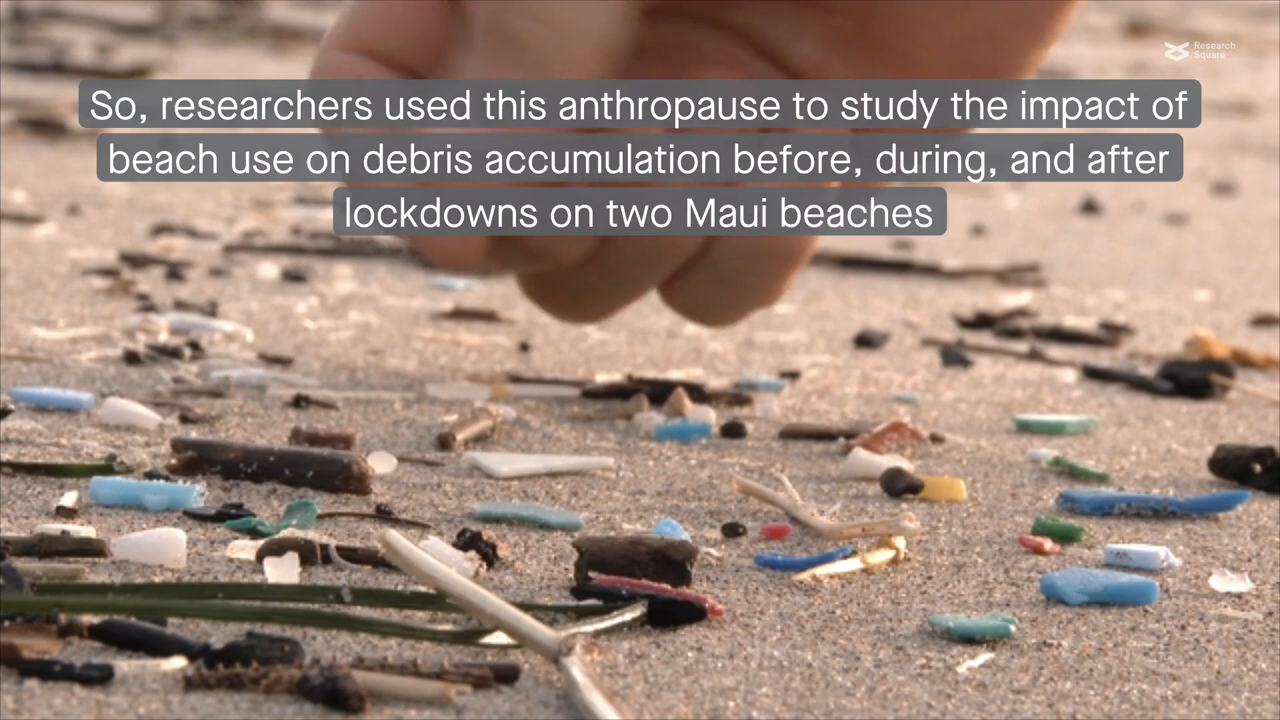 Research
Square
So, researchers used this anthropause to study the impact of
beach use on debris accumulation before, during, and after
lockdowns on two Maui beaches